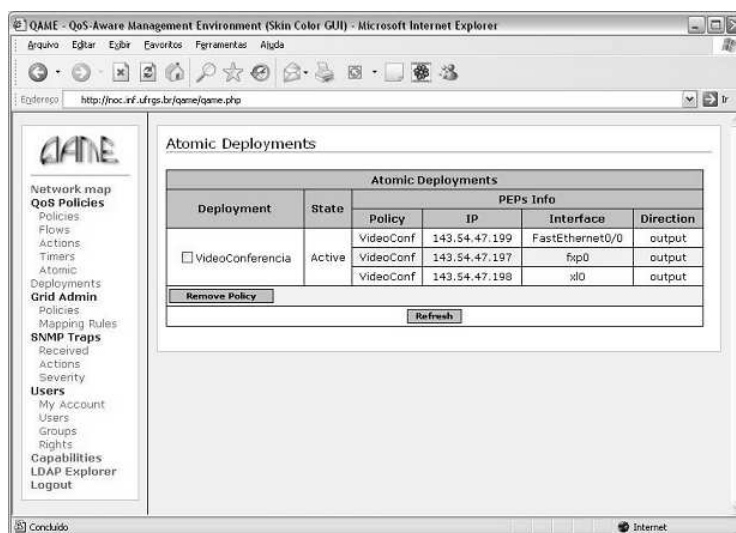 QAME - QoS-Aware Management Environment (Skin Color GUI) - Microsoft Internet Explorer
Arquivo Editar Exibir Favoritos Ferramentas Ajuda
Endereço http://noc.inf.ufrgs.br/qame/qame.php Ir
QAME
Network map
QoS Policies
Policies
Flows
Actions
Timers
Atomic
Deployments
Grid Admin
Policies
Mapping Rules
SNMP Traps
Received
Actions
Severity
Users
My Account
Users
Groups
Rights
Capabilities
LDAP Explorer
Logout
Atomic Deployments
Atomic Deployments
Deployment State PEPs Info
Policy IP Interface Direction
VideoConferencia Active
VideoConf 143.54.47.199 FastEthernet0/0 output
VideoConf 143.54.47.197 fxp0 output
VideoConf 143.54.47.198 xl0 output
Remove Policy
Refresh
Concluído Internet